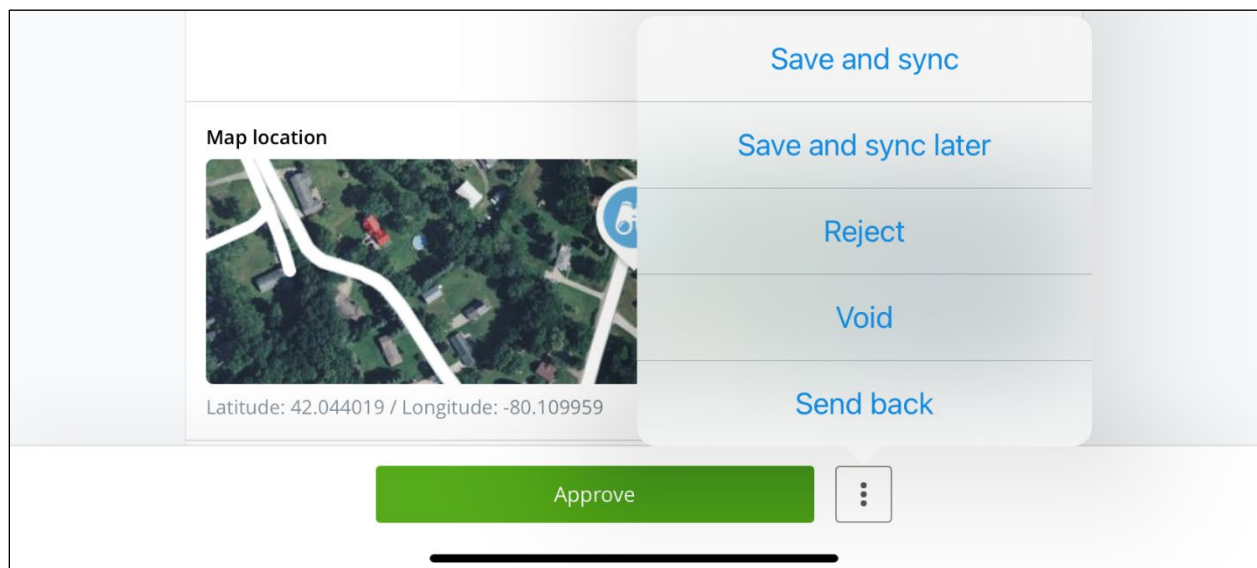 Save and sync
Map location
Save and sync later
Reject
Void
Latitude: 42.044019 / Longitude: -80.109959
Send back
Approve